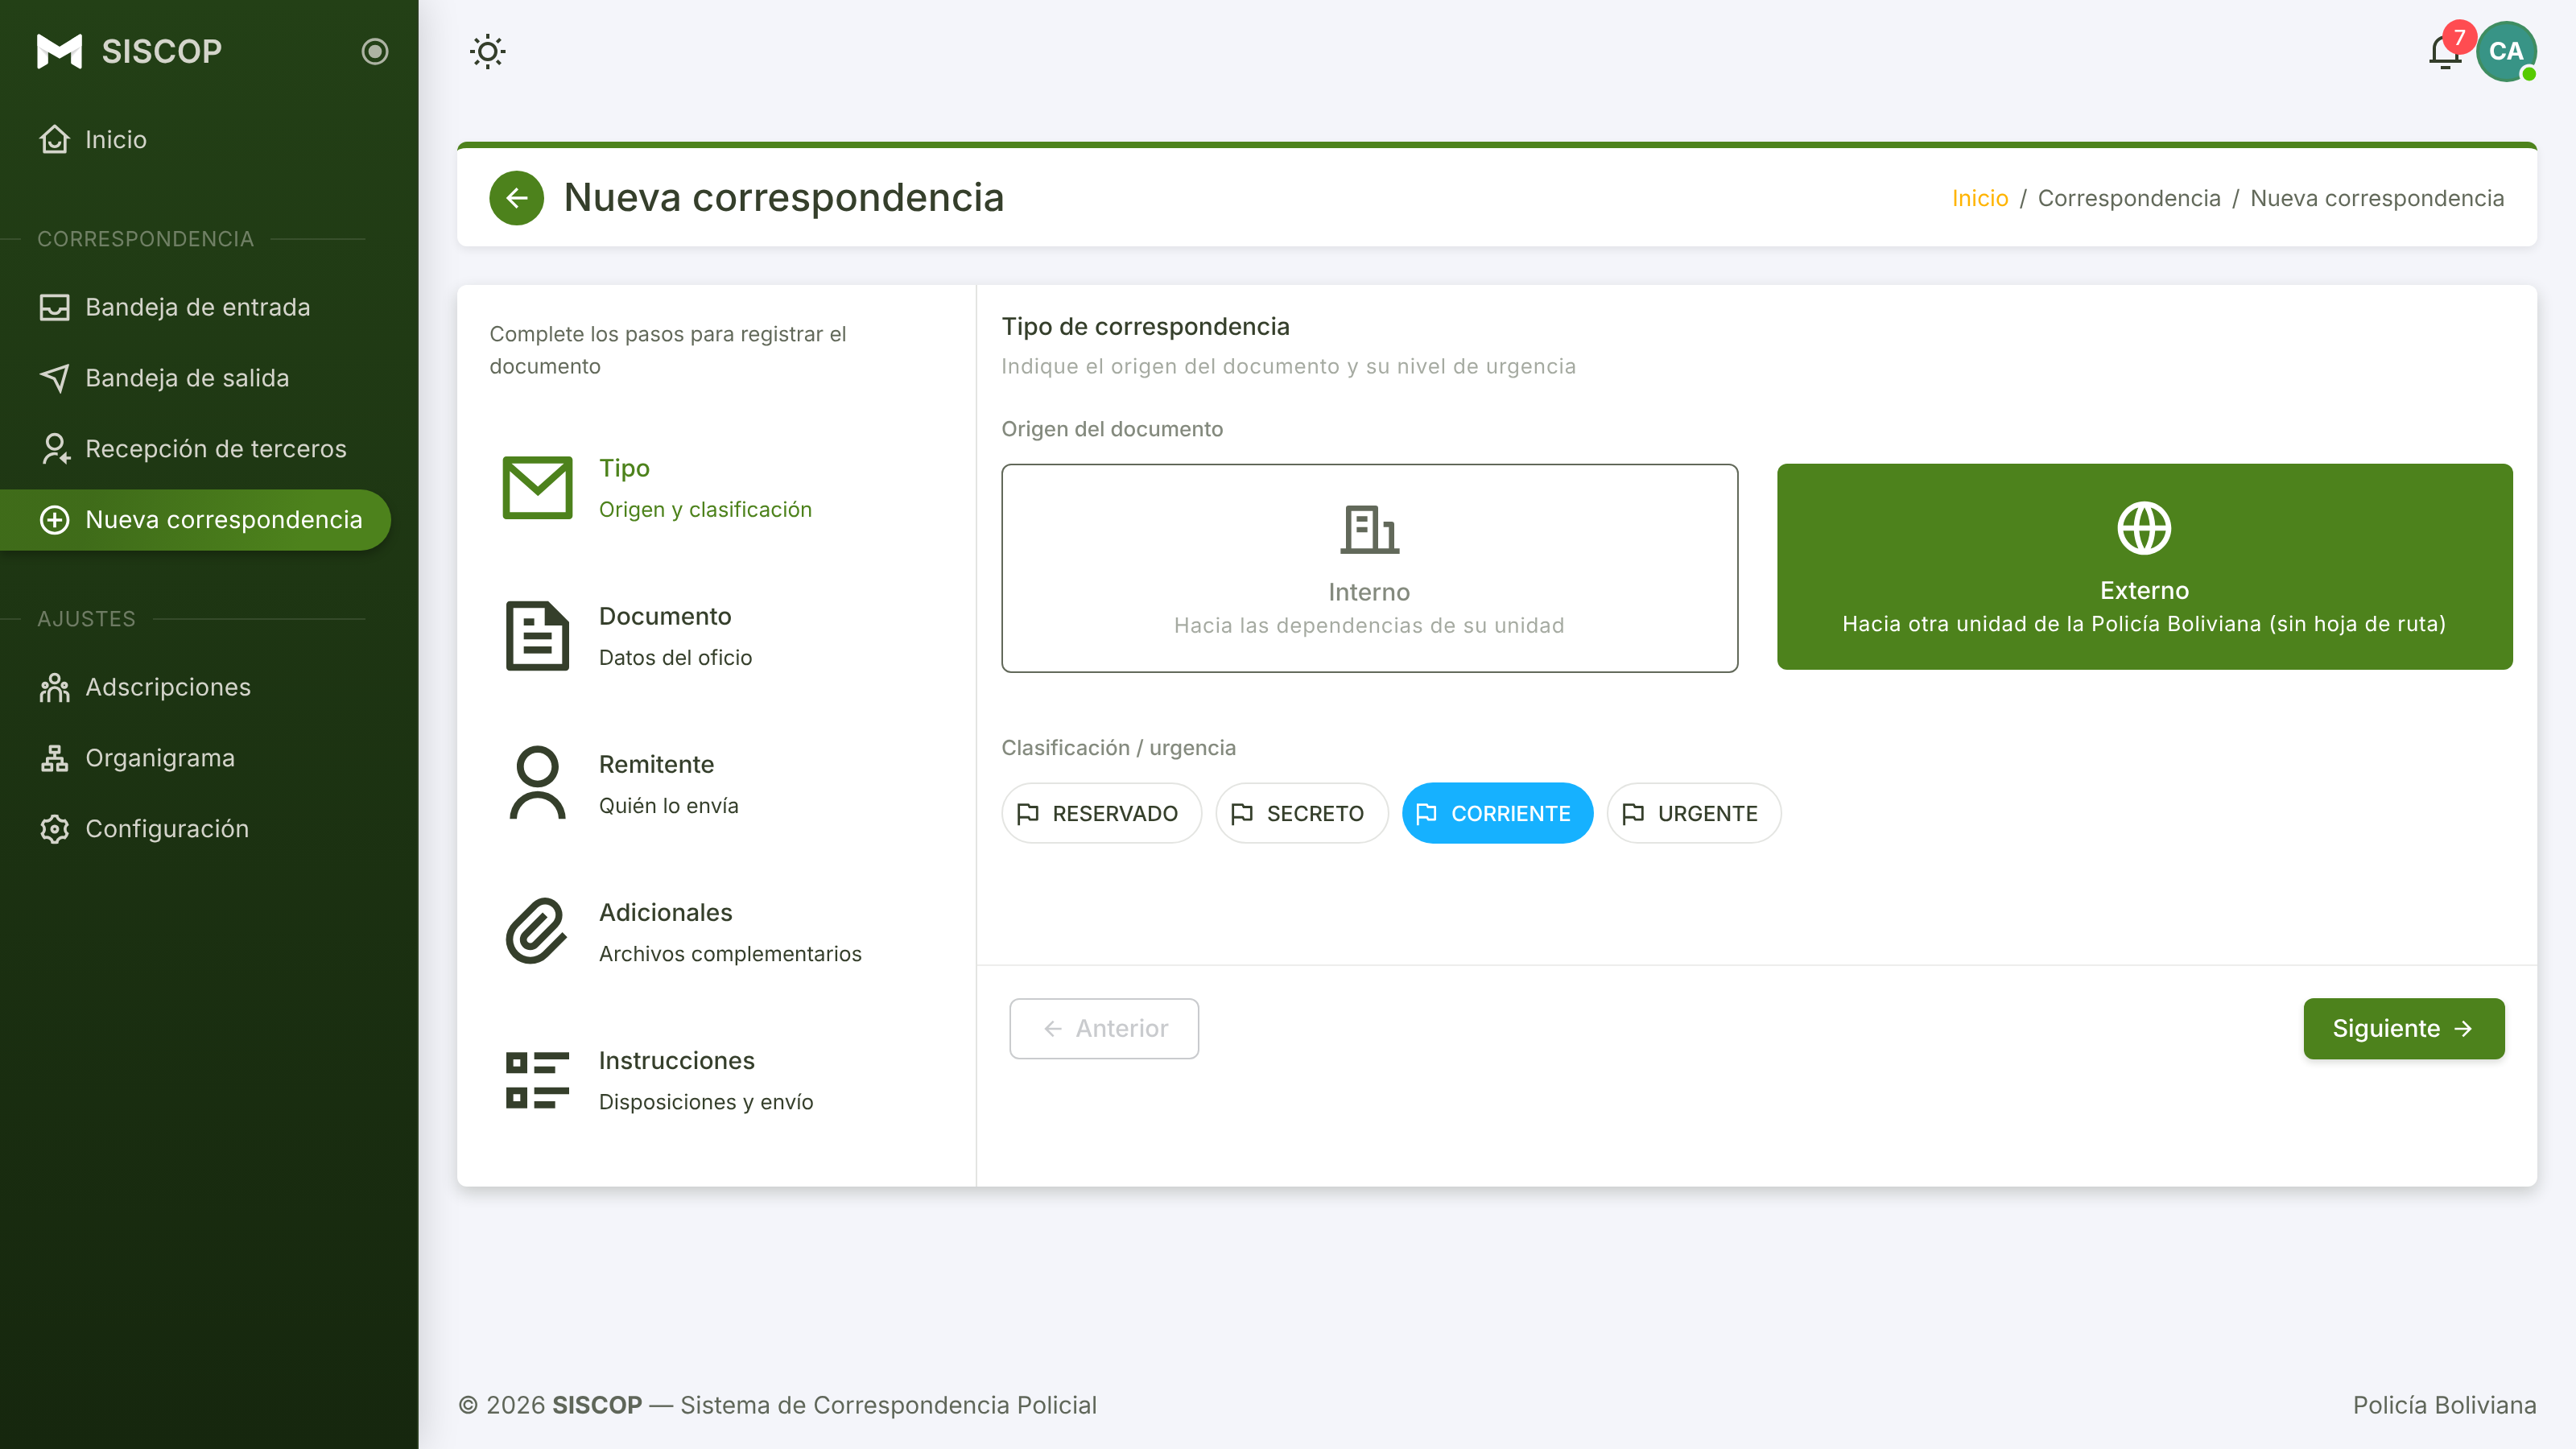 SISCOP
7
CA
Inicio
CORRESPONDENCIA
Bandeja de entrada
Bandeja de salida
Recepción de terceros
Nueva correspondencia
AJUSTES
Adscripciones
Organigrama
Configuración
Nueva correspondencia
Inicio / Correspondencia / Nueva correspondencia
Complete los pasos para registrar el
documento
Tipo
Origen y clasificación
Documento
Datos del oficio
Remitente
Quién lo envía
Adicionales
Archivos complementarios
Instrucciones
Disposiciones y envío
Tipo de correspondencia
Indique el origen del documento y su nivel de urgencia
Origen del documento
Interno
Hacia las dependencias de su unidad
Externo
Hacia otra unidad de la Policía Boliviana (sin hoja de ruta)
Clasificación / urgencia
RESERVADO
SECRETO
CORRIENTE
URGENTE
Anterior
Siguiente
© 2026 SISCOP — Sistema de Correspondencia Policial
Policía Boliviana